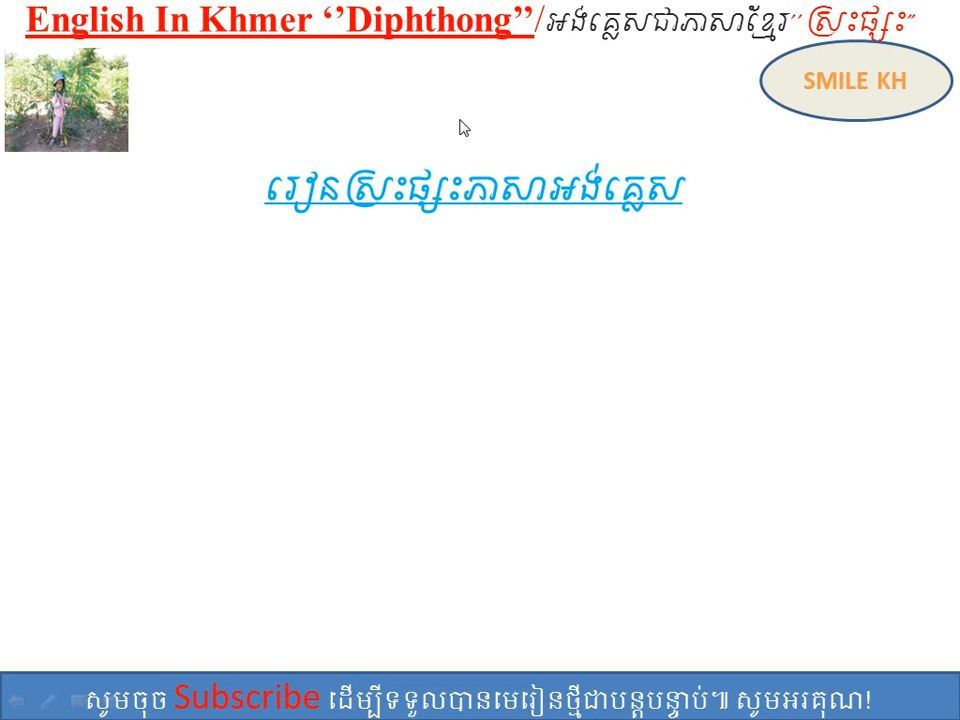 English In Khmer ‘’Diphthong’’/អង់គេ្លសជាភាសាខ្មែរ’’ស្រះផ្សះ’’
SMILE KH
រៀនស្រះផ្សះភាសាអង់គេ្លស
សូមចុច Subscribe ដើម្បីទទួលបានមេរៀនថ្មីជាបន្តបន្ទាប់៕ សូមអរគុណ!